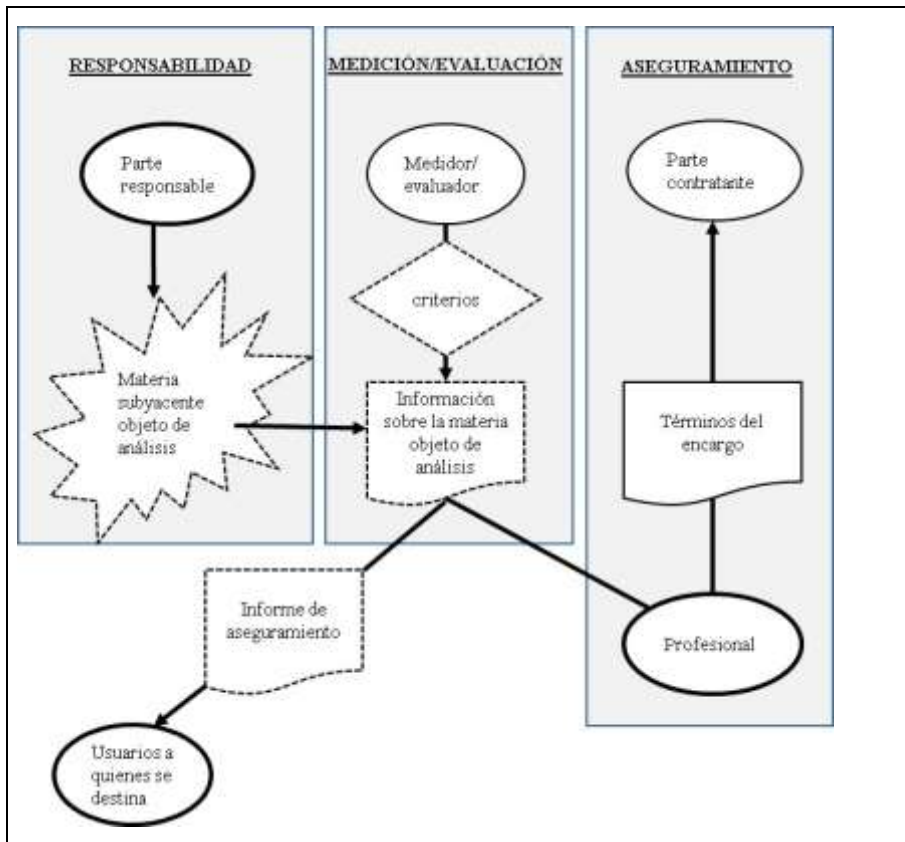 RESPONSABILIDAD
MEDICIÓN/EVALUACIÓN
ASEGURAMIENTO
Parte
responsable
Medidor/
evaluador
Parte
contratante
criterios
Materia
subyacente
objeto de
análisis
Información
sobre la materia
objeto de
análisis
Términos del
encargo
Informe de
aseguramiento
Profesional
Usuarios a
quienes se
destina